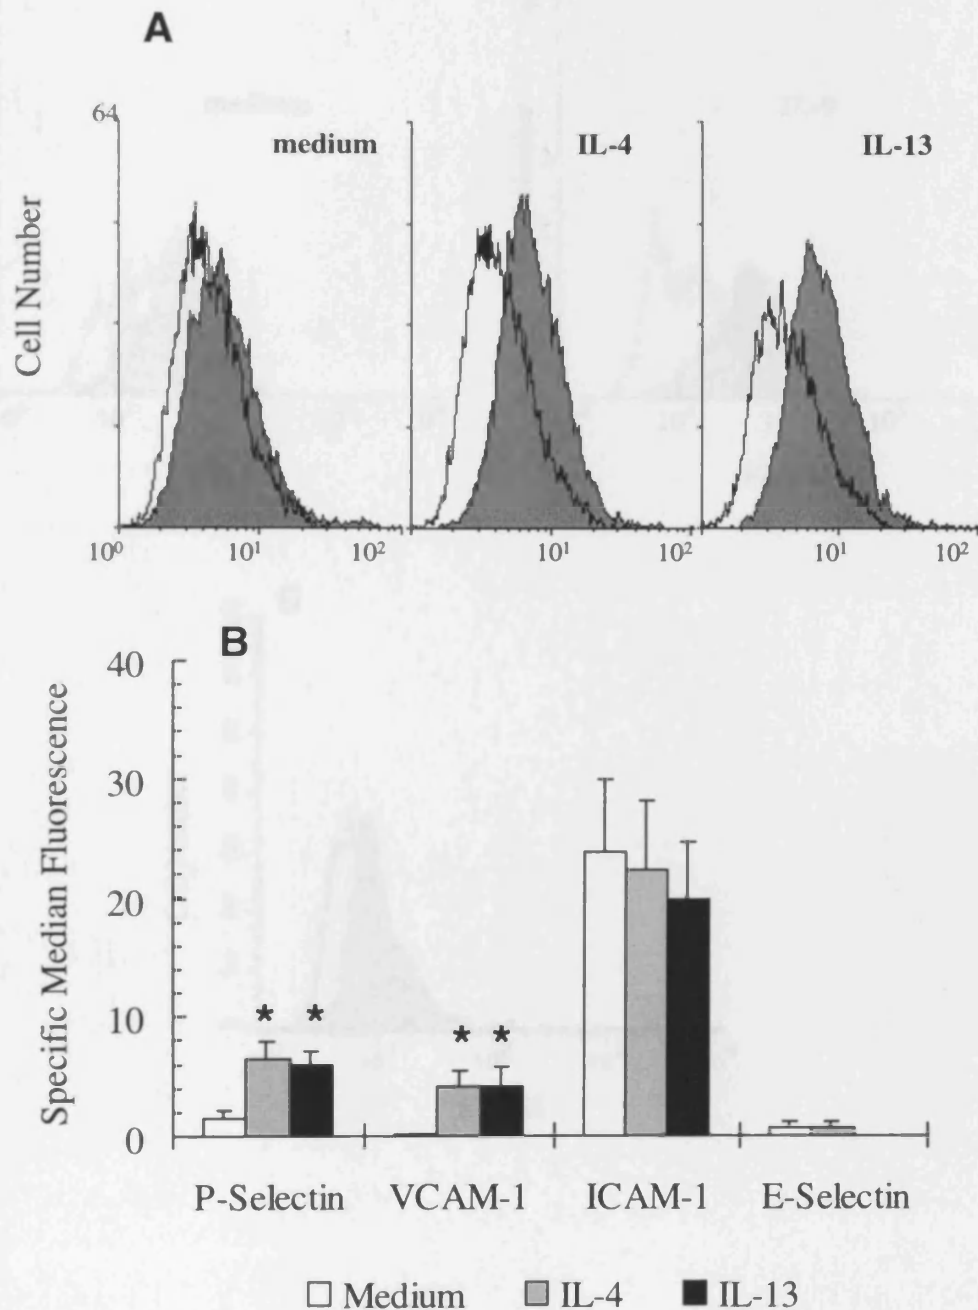 A
64
medium IL-4 IL-13
Cell Number
10⁰ 10¹ 10² 10¹ 10² 10¹ 10²
B
Specific Median Fluorescence
40
30
20
10
0
* * * *
P-Selectin VCAM-1 ICAM-1 E-Selectin
Medium IL-4 IL-13